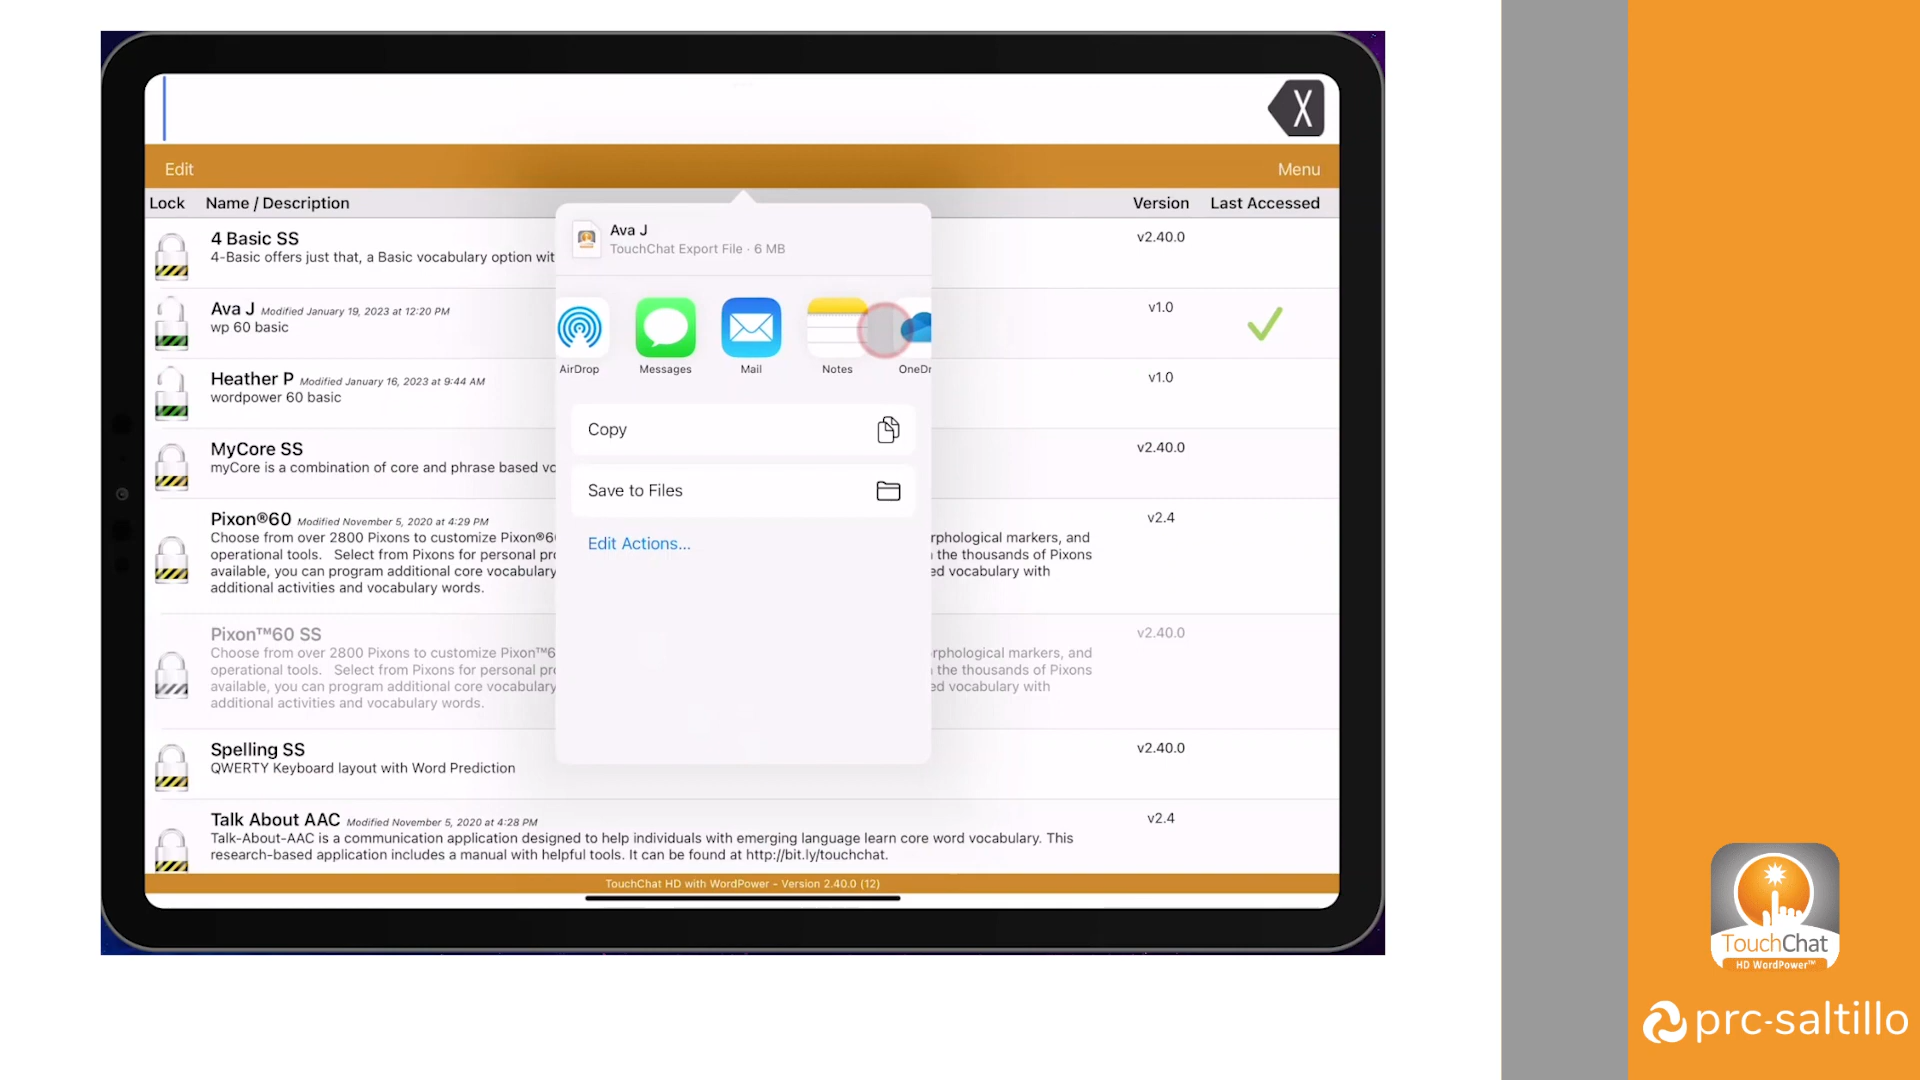 X
Edit
Menu
Lock Name / Description Version Last Accessed
4 Basic SS
4-Basic offers just that, a Basic vocabulary option wit
v2.40.0
Ava J Modified January 19, 2023 at 12:20 PM
wp 60 basic
v1.0
Heather P Modified January 16, 2023 at 9:44 AM
wordpower 60 basic
v1.0
MyCore SS
myCore is a combination of core and phrase based vo
v2.40.0
Pixon®60 Modified November 5, 2020 at 4:29 PM
Choose from over 2800 Pixons to customize Pixon®6 rphological markers, and
operational tools. Select from Pixons for personal pr the thousands of Pixons
available, you can program additional core vocabulary ed vocabulary with
additional activities and vocabulary words.
v2.4
Pixon™60 SS
Choose from over 2800 Pixons to customize Pixon™6 rphological markers, and
operational tools. Select from Pixons for personal pr the thousands of Pixons
available, you can program additional core vocabulary ed vocabulary with
additional activities and vocabulary words.
v2.40.0
Spelling SS
QWERTY Keyboard layout with Word Prediction
v2.40.0
Talk About AAC Modified November 5, 2020 at 4:28 PM
Talk-About-AAC is a communication application designed to help individuals with emerging language learn core word vocabulary. This
research-based application includes a manual with helpful tools. It can be found at http://bit.ly/touchchat.
v2.4
TouchChat HD with WordPower - Version 2.40.0 (12)
Ava J
TouchChat Export File · 6 MB
AirDrop Messages Mail Notes OneDr
Copy
Save to Files
Edit Actions...
TouchChat
HD WordPower™
prc-saltillo